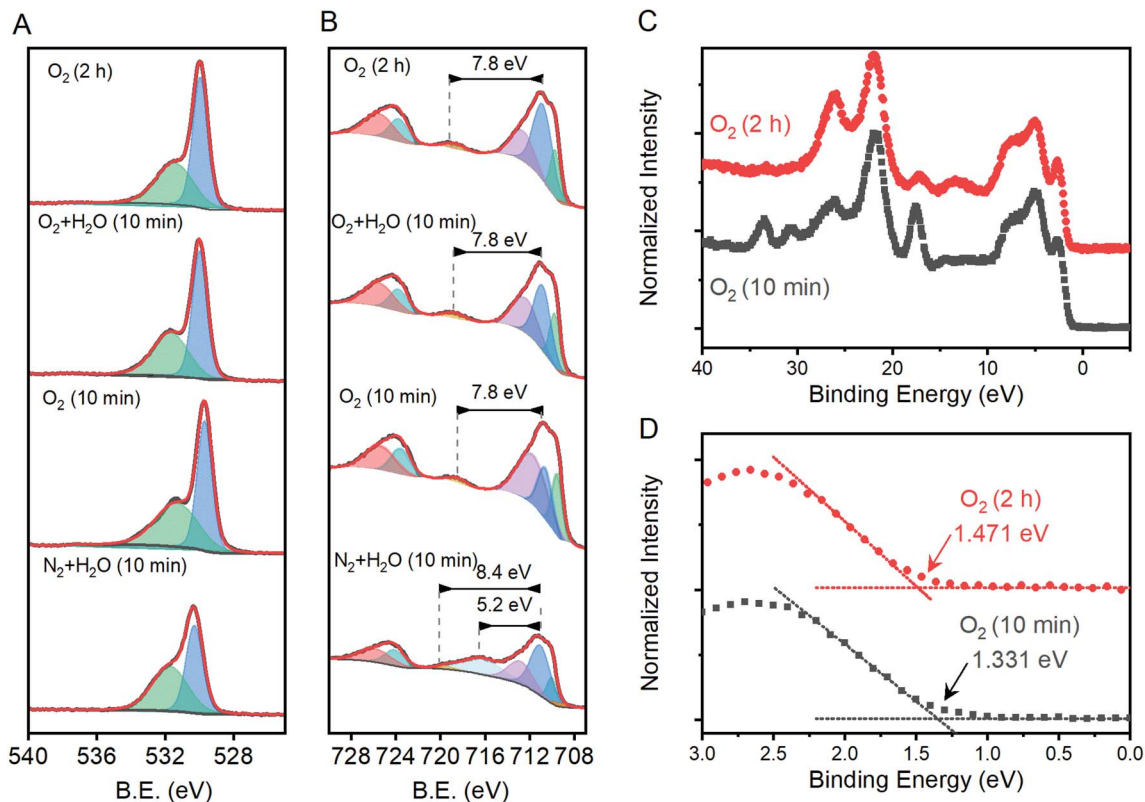 A
O₂ (2 h)
O₂+H₂O (10 min)
O₂ (10 min)
N₂+H₂O (10 min)
540 536 532 528
B.E. (eV)
B
O₂ (2 h)
7.8 eV
O₂+H₂O (10 min)
7.8 eV
O₂ (10 min)
7.8 eV
N₂+H₂O (10 min)
8.4 eV
5.2 eV
728 724 720 716 712 708
B.E. (eV)
C
Normalized Intensity
O₂ (2 h)
O₂ (10 min)
40 30 20 10 0
Binding Energy (eV)
D
Normalized Intensity
O₂ (2 h)
1.471 eV
O₂ (10 min)
1.331 eV
3.0 2.5 2.0 1.5 1.0 0.5 0.0
Binding Energy (eV)